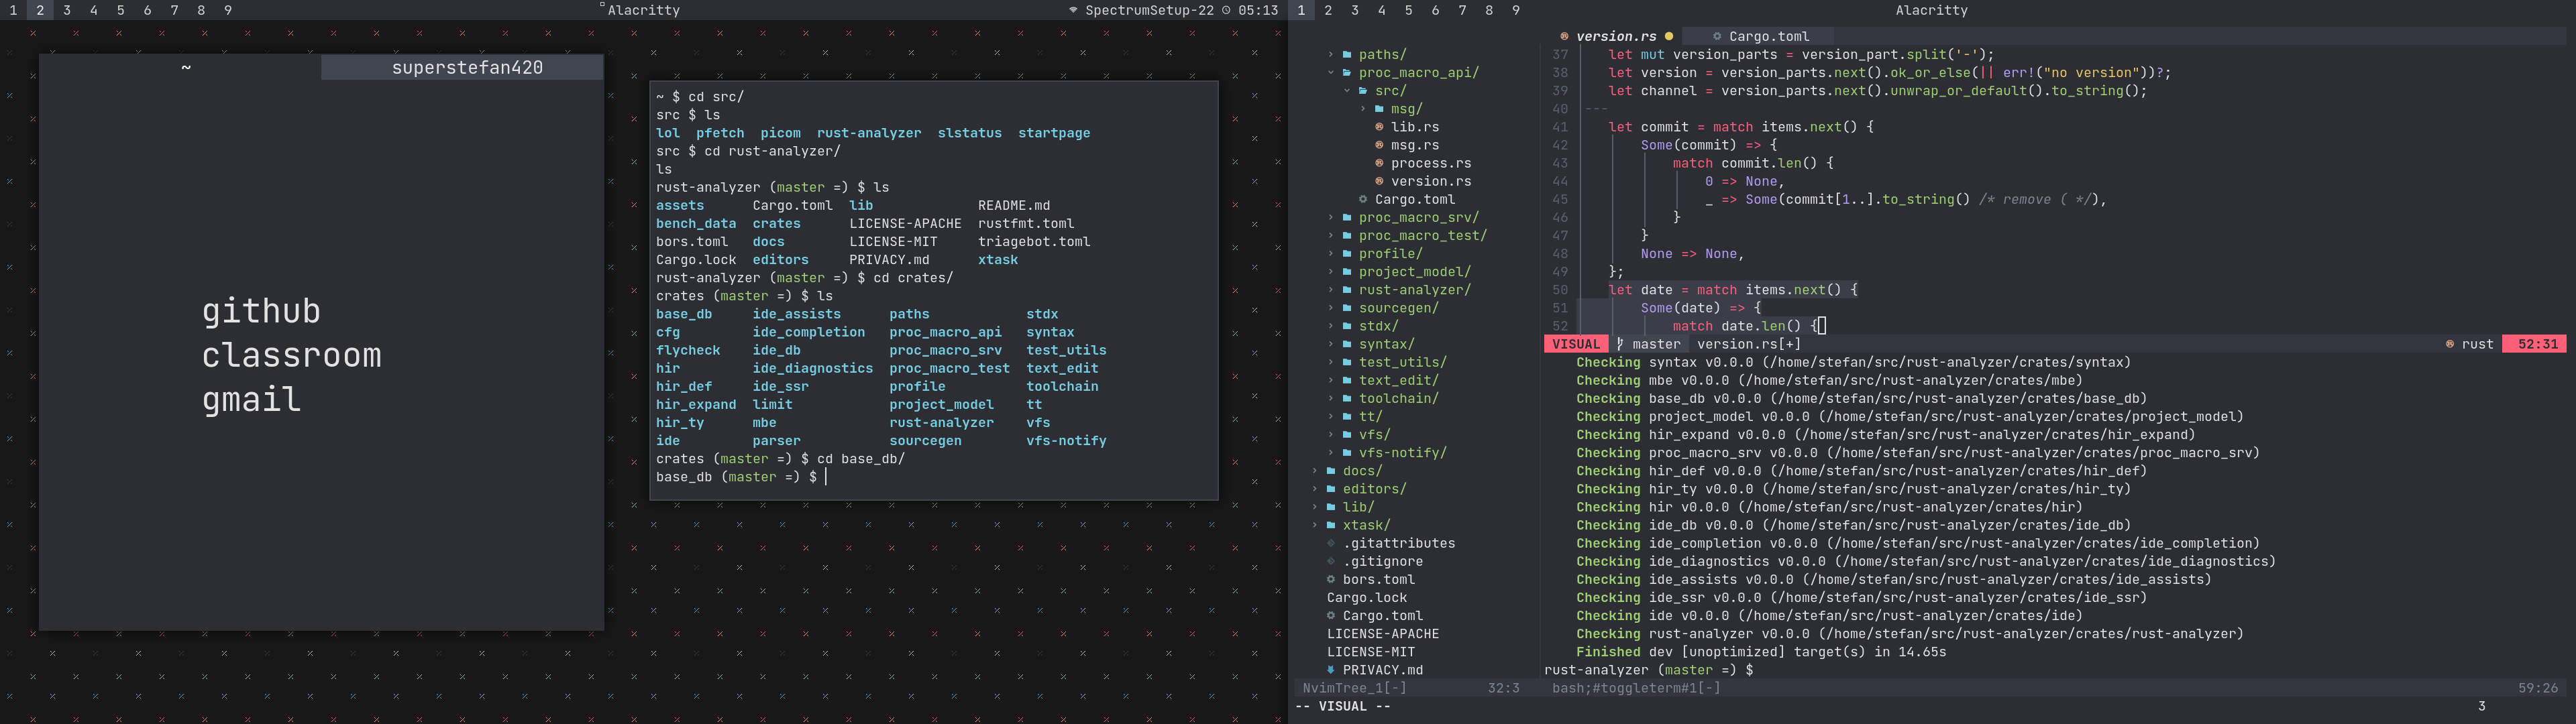 1 2 3 4 5 6 7 8 9 Alacritty SpectrumSetup-22 05:13
~ superstefan420
github
classroom
gmail
~ $ cd src/
src $ ls
lol pfetch picom rust-analyzer slstatus startpage
src $ cd rust-analyzer/
ls
rust-analyzer (master =) $ ls
assets Cargo.toml lib README.md
bench_data crates LICENSE-APACHE rustfmt.toml
bors.toml docs LICENSE-MIT triagebot.toml
Cargo.lock editors PRIVACY.md xtask
rust-analyzer (master =) $ cd crates/
crates (master =) $ ls
base_db ide_assists paths stdx
cfg ide_completion proc_macro_api syntax
flycheck ide_db proc_macro_srv test_utils
hir ide_diagnostics proc_macro_test text_edit
hir_def ide_ssr profile toolchain
hir_expand limit project_model tt
hir_ty mbe rust-analyzer vfs
ide parser sourcegen vfs-notify
crates (master =) $ cd base_db/
base_db (master =) $
1 2 3 4 5 6 7 8 9 Alacritty
paths/
proc_macro_api/
src/
msg/
lib.rs
msg.rs
process.rs
version.rs
Cargo.toml
proc_macro_srv/
proc_macro_test/
profile/
project_model/
rust-analyzer/
sourcegen/
stdx/
syntax/
test_utils/
text_edit/
toolchain/
tt/
vfs/
vfs-notify/
docs/
editors/
lib/
xtask/
.gitattributes
.gitignore
bors.toml
Cargo.lock
Cargo.toml
LICENSE-APACHE
LICENSE-MIT
PRIVACY.md
NvimTree_1[-] 32:3
version.rs Cargo.toml
37 let mut version_parts = version_part.split('-');
38 let version = version_parts.next().ok_or_else(|| err!("no version"))?;
39 let channel = version_parts.next().unwrap_or_default().to_string();
40 ---
41 let commit = match items.next() {
42 Some(commit) => {
43 match commit.len() {
44 0 => None,
45 _ => Some(commit[1..].to_string() /* remove ( */),
46 }
47 }
48 None => None,
49 };
50 let date = match items.next() {
51 Some(date) => {
52 match date.len() {
VISUAL master version.rs[+] rust 52:31
Checking syntax v0.0.0 (/home/stefan/src/rust-analyzer/crates/syntax)
Checking mbe v0.0.0 (/home/stefan/src/rust-analyzer/crates/mbe)
Checking base_db v0.0.0 (/home/stefan/src/rust-analyzer/crates/base_db)
Checking project_model v0.0.0 (/home/stefan/src/rust-analyzer/crates/project_model)
Checking hir_expand v0.0.0 (/home/stefan/src/rust-analyzer/crates/hir_expand)
Checking proc_macro_srv v0.0.0 (/home/stefan/src/rust-analyzer/crates/proc_macro_srv)
Checking hir_def v0.0.0 (/home/stefan/src/rust-analyzer/crates/hir_def)
Checking hir_ty v0.0.0 (/home/stefan/src/rust-analyzer/crates/hir_ty)
Checking hir v0.0.0 (/home/stefan/src/rust-analyzer/crates/hir)
Checking ide_db v0.0.0 (/home/stefan/src/rust-analyzer/crates/ide_db)
Checking ide_completion v0.0.0 (/home/stefan/src/rust-analyzer/crates/ide_completion)
Checking ide_diagnostics v0.0.0 (/home/stefan/src/rust-analyzer/crates/ide_diagnostics)
Checking ide_assists v0.0.0 (/home/stefan/src/rust-analyzer/crates/ide_assists)
Checking ide_ssr v0.0.0 (/home/stefan/src/rust-analyzer/crates/ide_ssr)
Checking ide v0.0.0 (/home/stefan/src/rust-analyzer/crates/ide)
Checking rust-analyzer v0.0.0 (/home/stefan/src/rust-analyzer/crates/rust-analyzer)
Finished dev [unoptimized] target(s) in 14.65s
rust-analyzer (master =) $
bash;#toggleterm#1[-] 59:26
-- VISUAL -- 3